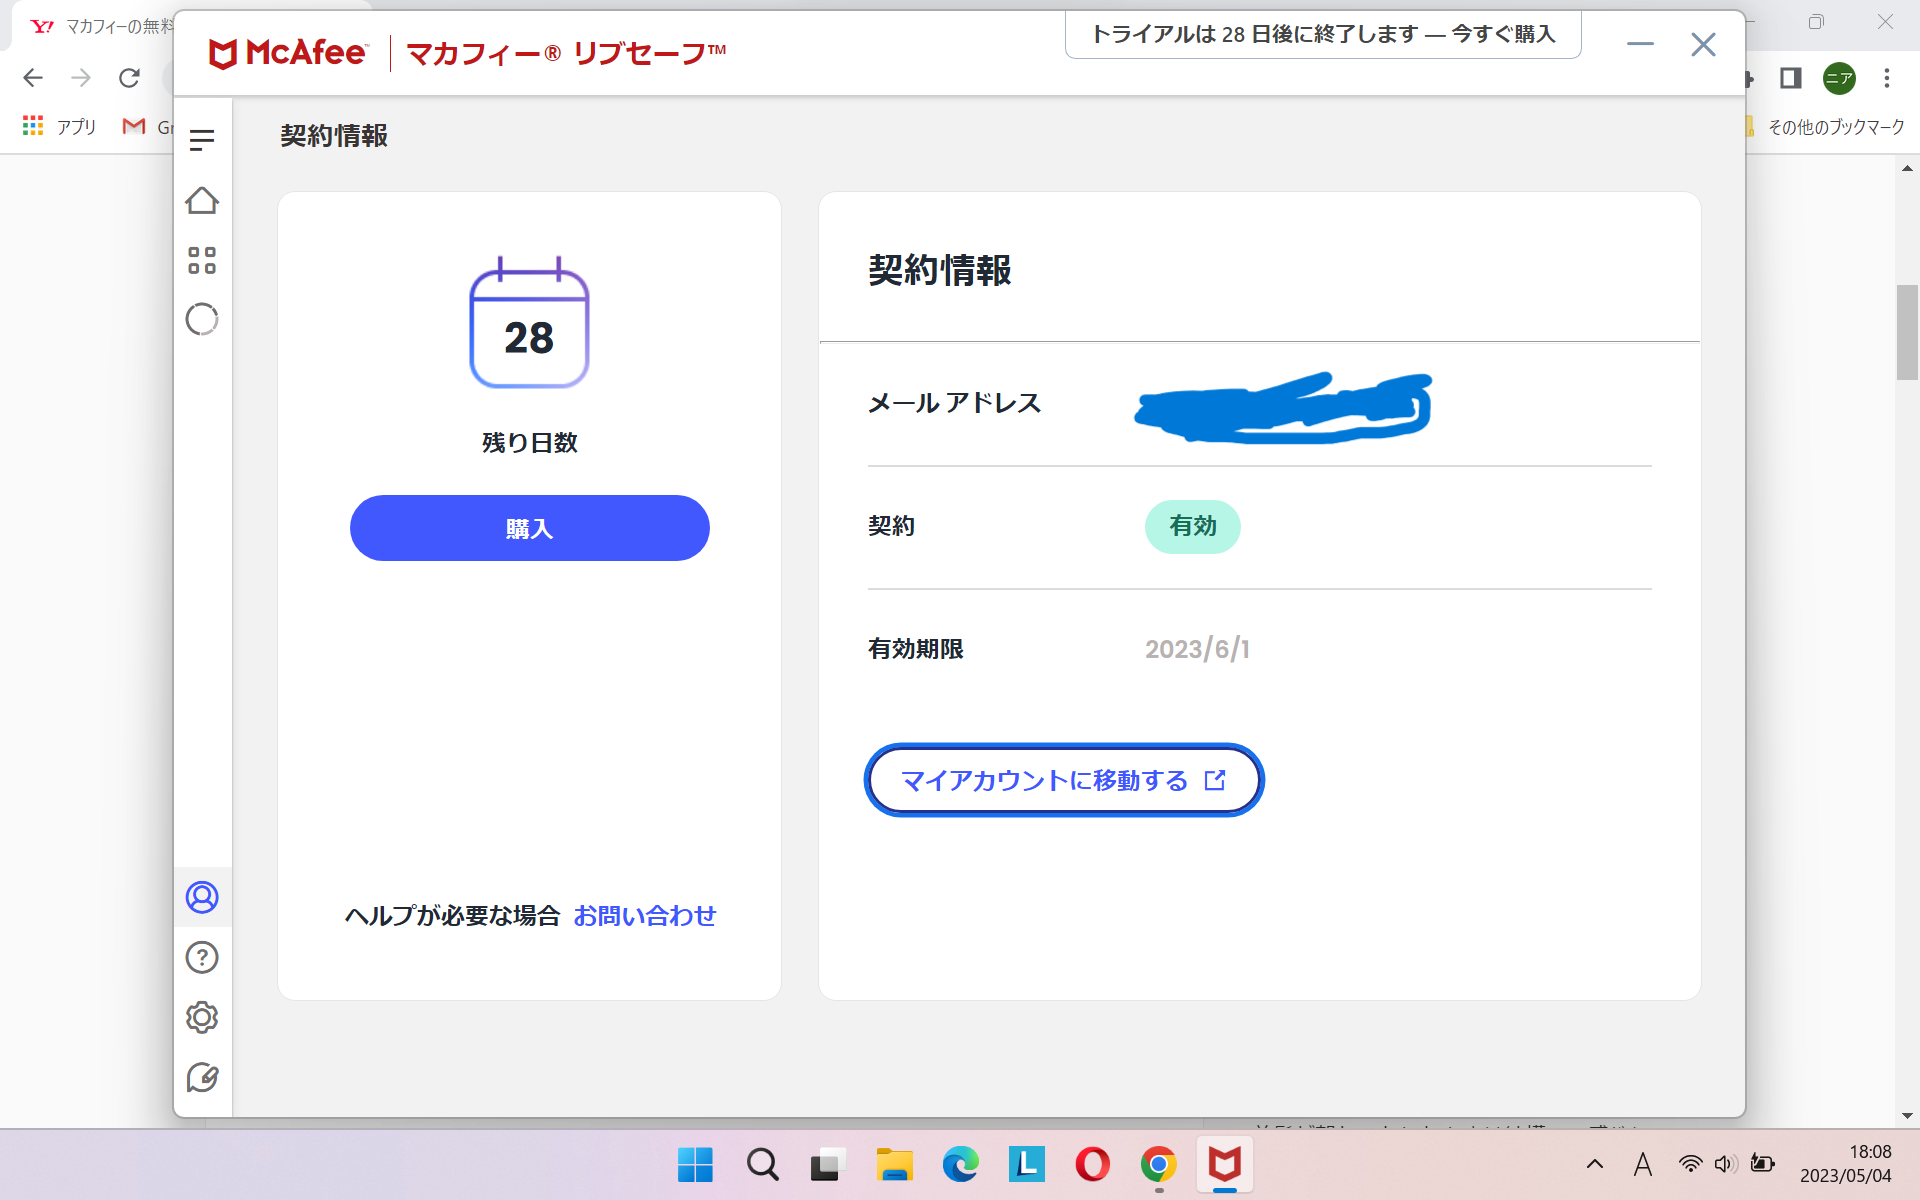 マカフィーの無料
McAfee™ マカフィー® リブセーフ™
トライアルは 28 日後に終了します — 今すぐ購入
ニア
アプリ
その他のブックマーク
契約情報
28
残り日数
購入
ヘルプが必要な場合 お問い合わせ
契約情報
メール アドレス
契約 有効
有効期限 2023/6/1
マイアカウントに移動する
A
18:08
2023/05/04